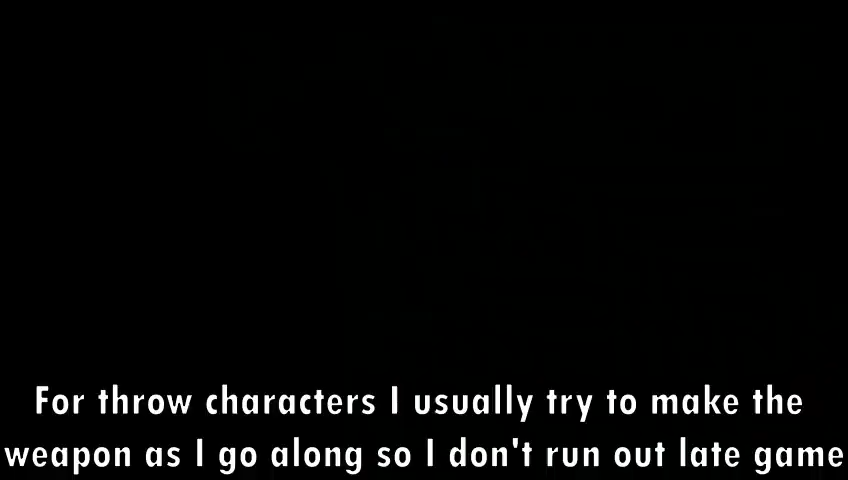 For throw characters I usually try to make the
weapon as I go along so I don't run out late game